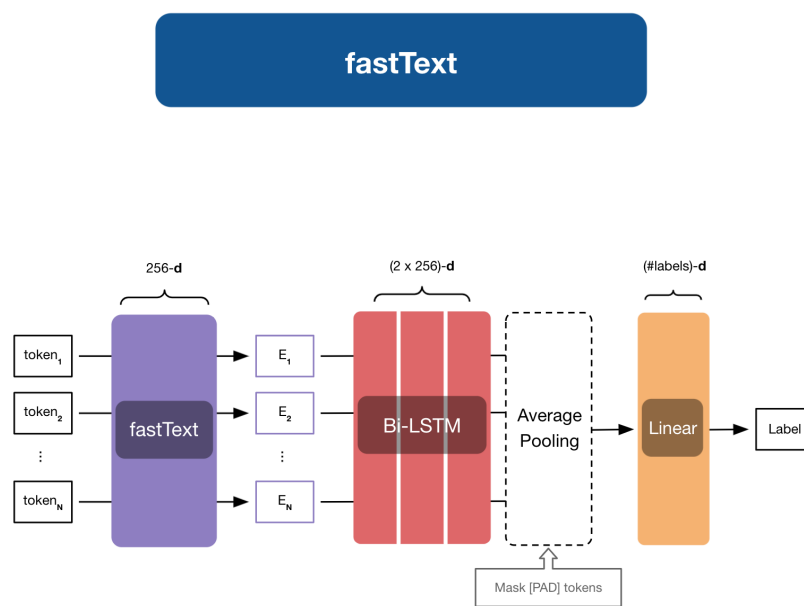 fastText
256-d
(2 x 256)-d
(#labels)-d
token1
E1
token2
E2
fastText
Bi-LSTM
Average
Pooling
Linear
Label
⋮
⋮
tokenN
EN
Mask [PAD] tokens